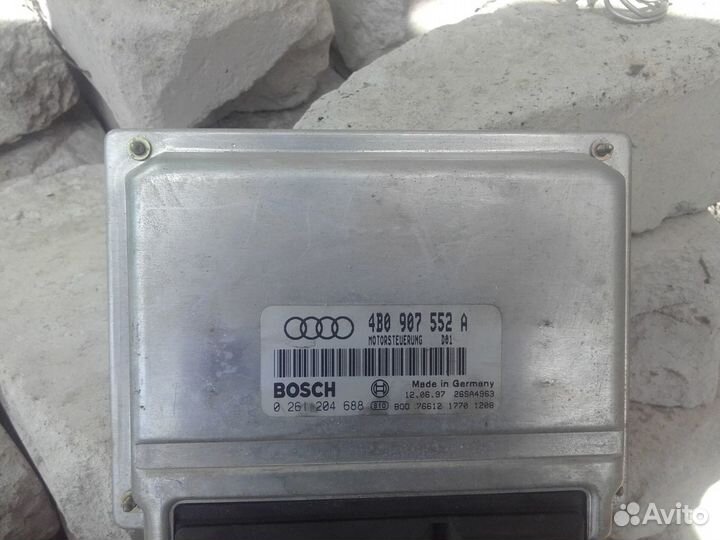 4B0 907 552 A
MOTORSTEUERUNG D01
BOSCH
Made in Germany
12.06.97 26SA4963
0 261 204 688 BOO 76612 1770 1208
Avito